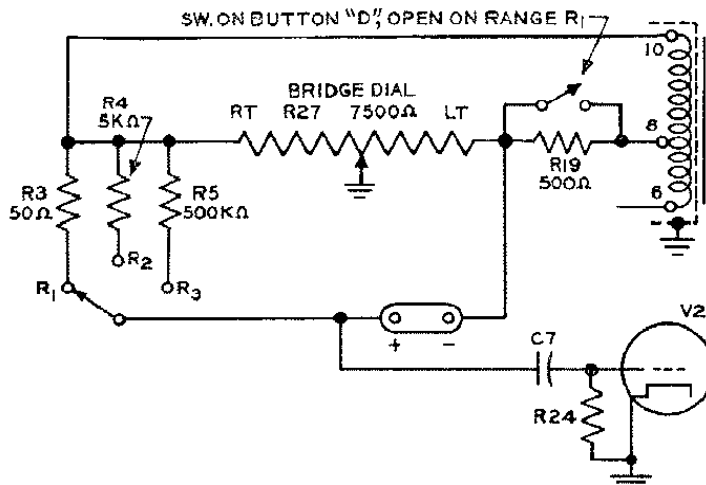 SW. ON BUTTON "D", OPEN ON RANGE R1
10
R4
5KΩ
BRIDGE DIAL
RT R27 7500Ω LT
8
R19
500Ω
R3
50Ω
R5
500KΩ
6
R2
R1
R3
+ -
V2
C7
R24